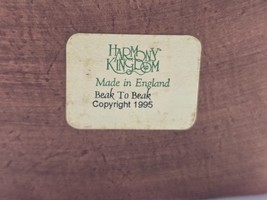 HARMONY
KINGDOM
Made in England
Beak To Beak
Copyright 1995